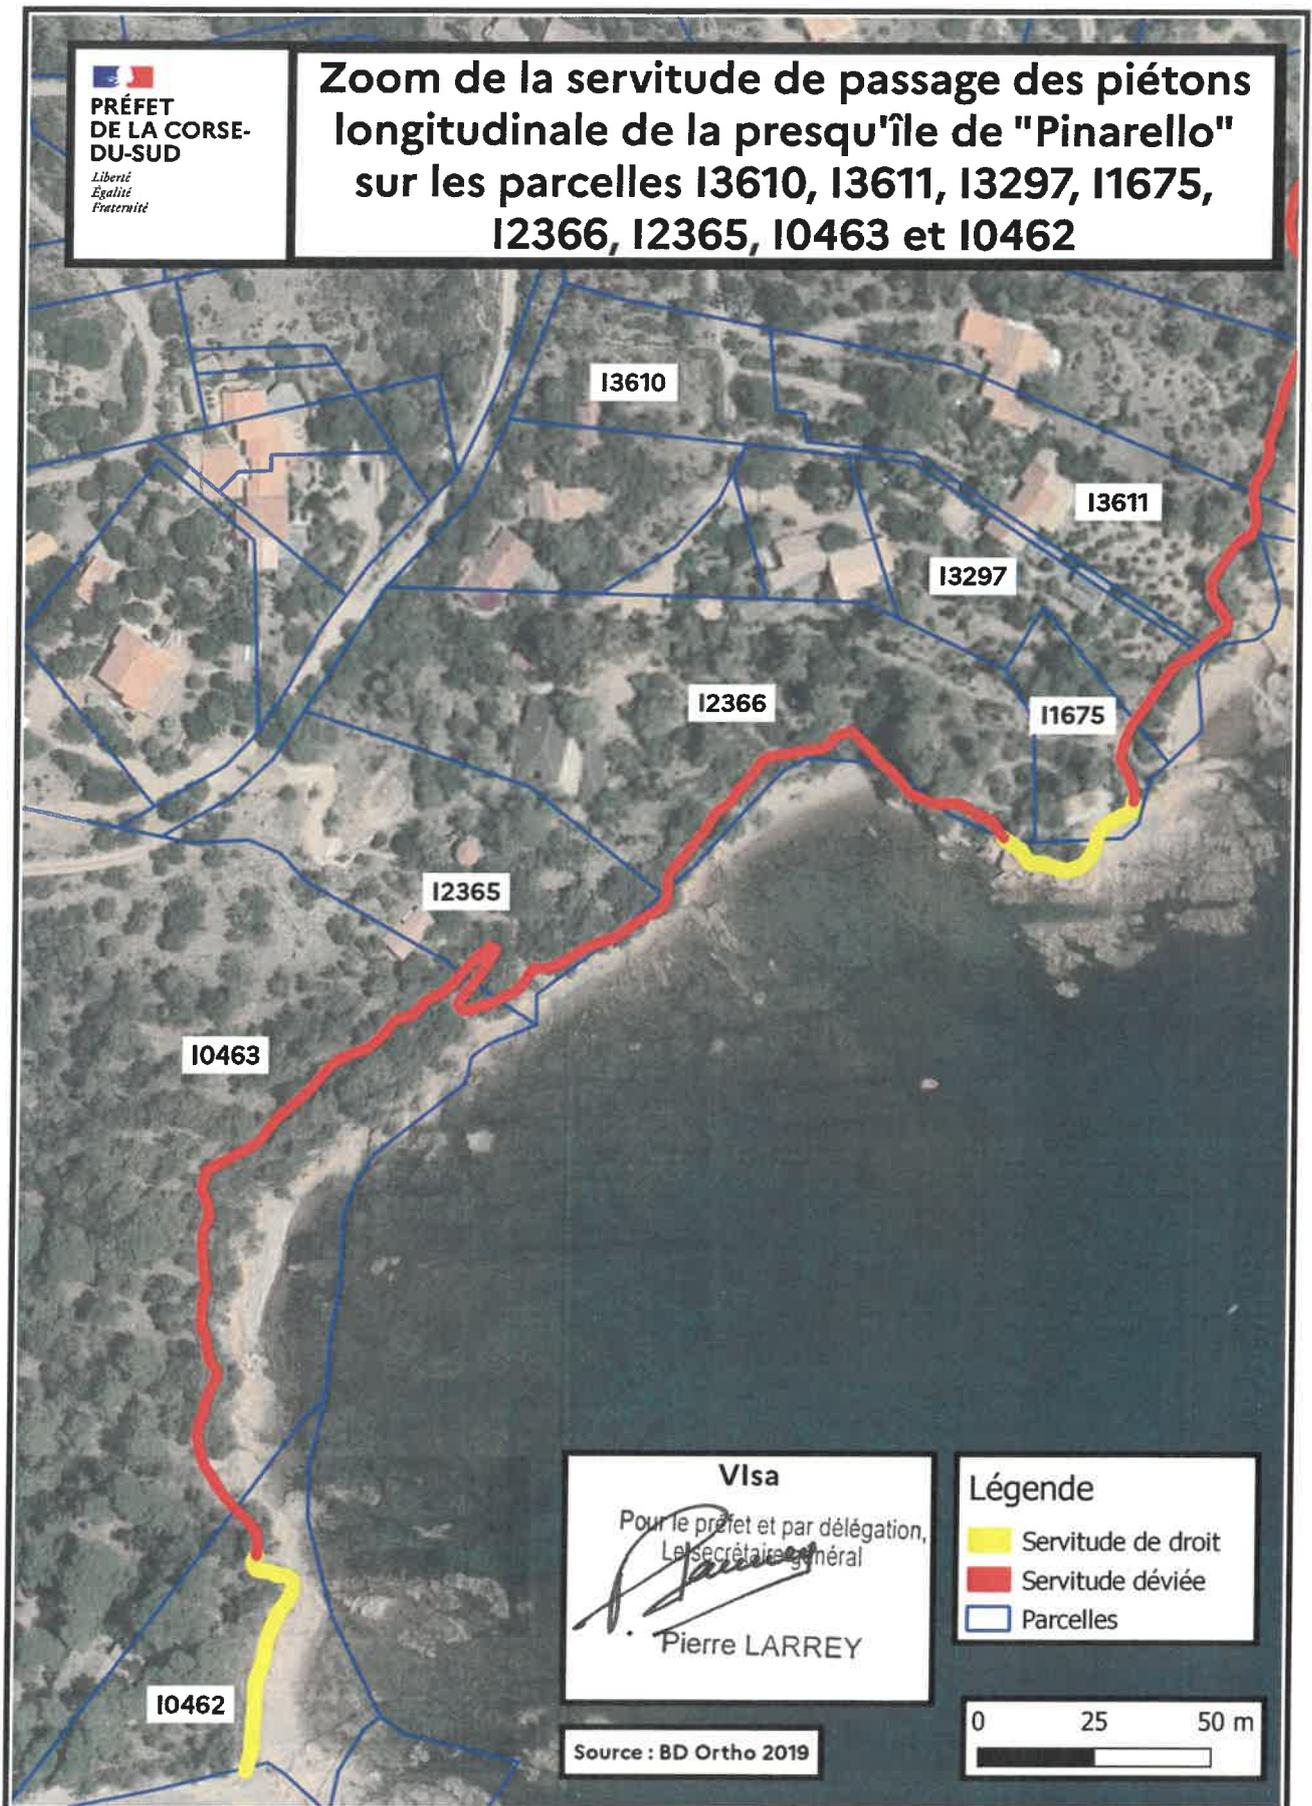 PRÉFET
DE LA CORSE-
DU-SUD
Liberté
Égalité
Fraternité
Zoom de la servitude de passage des piétons
longitudinale de la presqu'île de "Pinarello"
sur les parcelles I3610, I3611, I3297, I1675,
I2366, I2365, I0463 et I0462
I3610
I3611
I3297
I2366
I1675
I2365
I0463
I0462
VIsa
Pour le préfet et par délégation,
Le secrétaire général
Pierre LARREY
Source : BD Ortho 2019
Légende
Servitude de droit
Servitude déviée
Parcelles
0 25 50 m